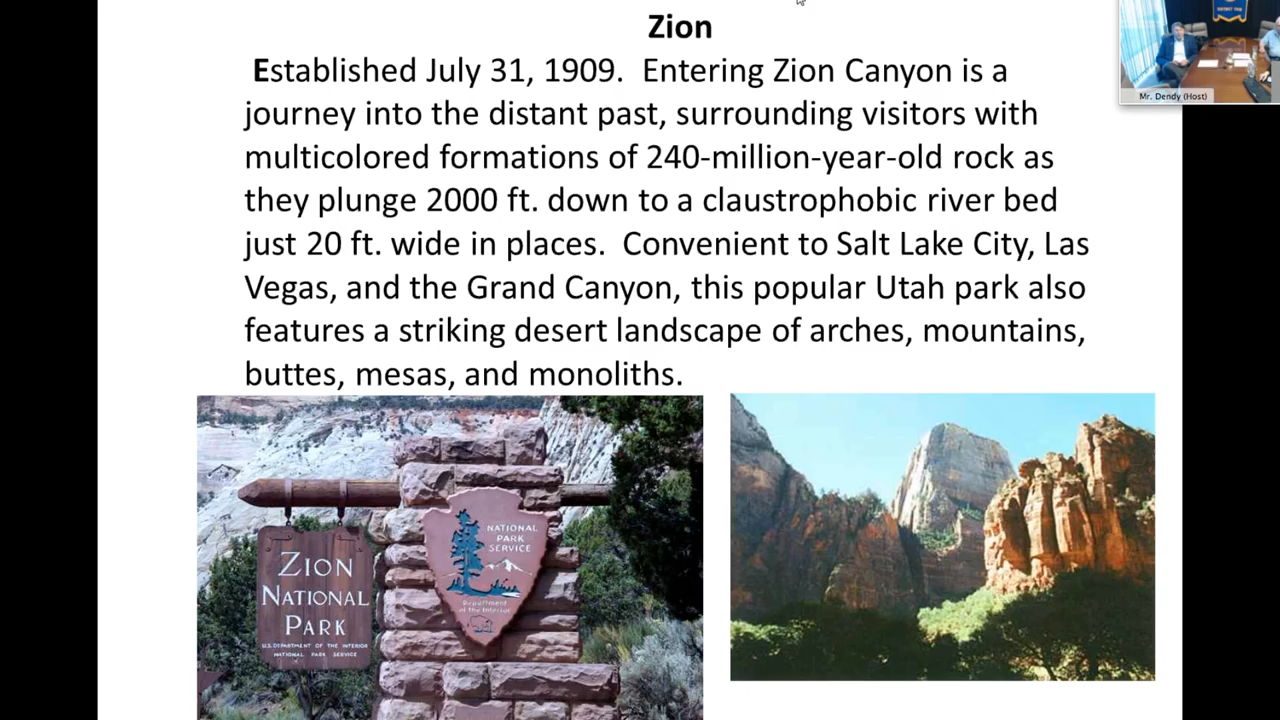 Zion
Established July 31, 1909. Entering Zion Canyon is a
journey into the distant past, surrounding visitors with
multicolored formations of 240-million-year-old rock as
they plunge 2000 ft. down to a claustrophobic river bed
just 20 ft. wide in places. Convenient to Salt Lake City, Las
Vegas, and the Grand Canyon, this popular Utah park also
features a striking desert landscape of arches, mountains,
buttes, mesas, and monoliths.
Mr. Dendy (Host)
ZION
NATIONAL
PARK
U.S. DEPARTMENT OF THE INTERIOR
NATIONAL PARK SERVICE
NATIONAL
PARK
SERVICE
Department
of the Interior